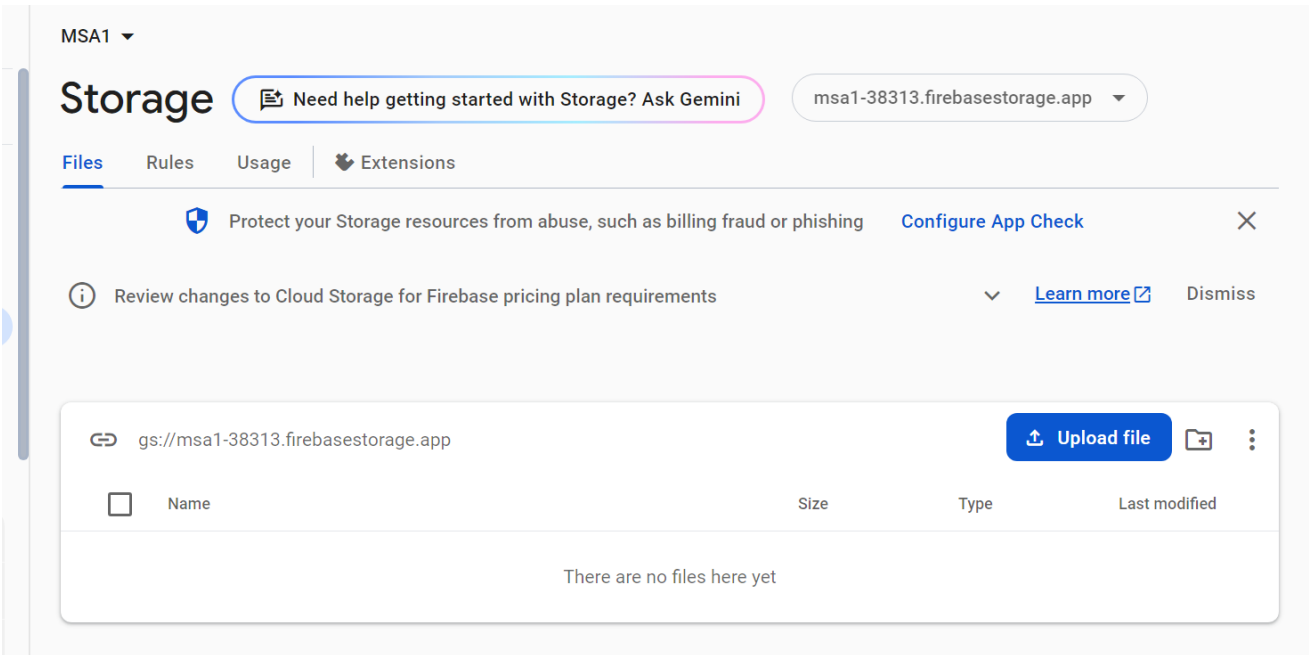 MSA1
Storage
Need help getting started with Storage? Ask Gemini
msa1-38313.firebasestorage.app
Files Rules Usage Extensions
Protect your Storage resources from abuse, such as billing fraud or phishing Configure App Check
Review changes to Cloud Storage for Firebase pricing plan requirements Learn more Dismiss
gs://msa1-38313.firebasestorage.app Upload file
Name Size Type Last modified
There are no files here yet